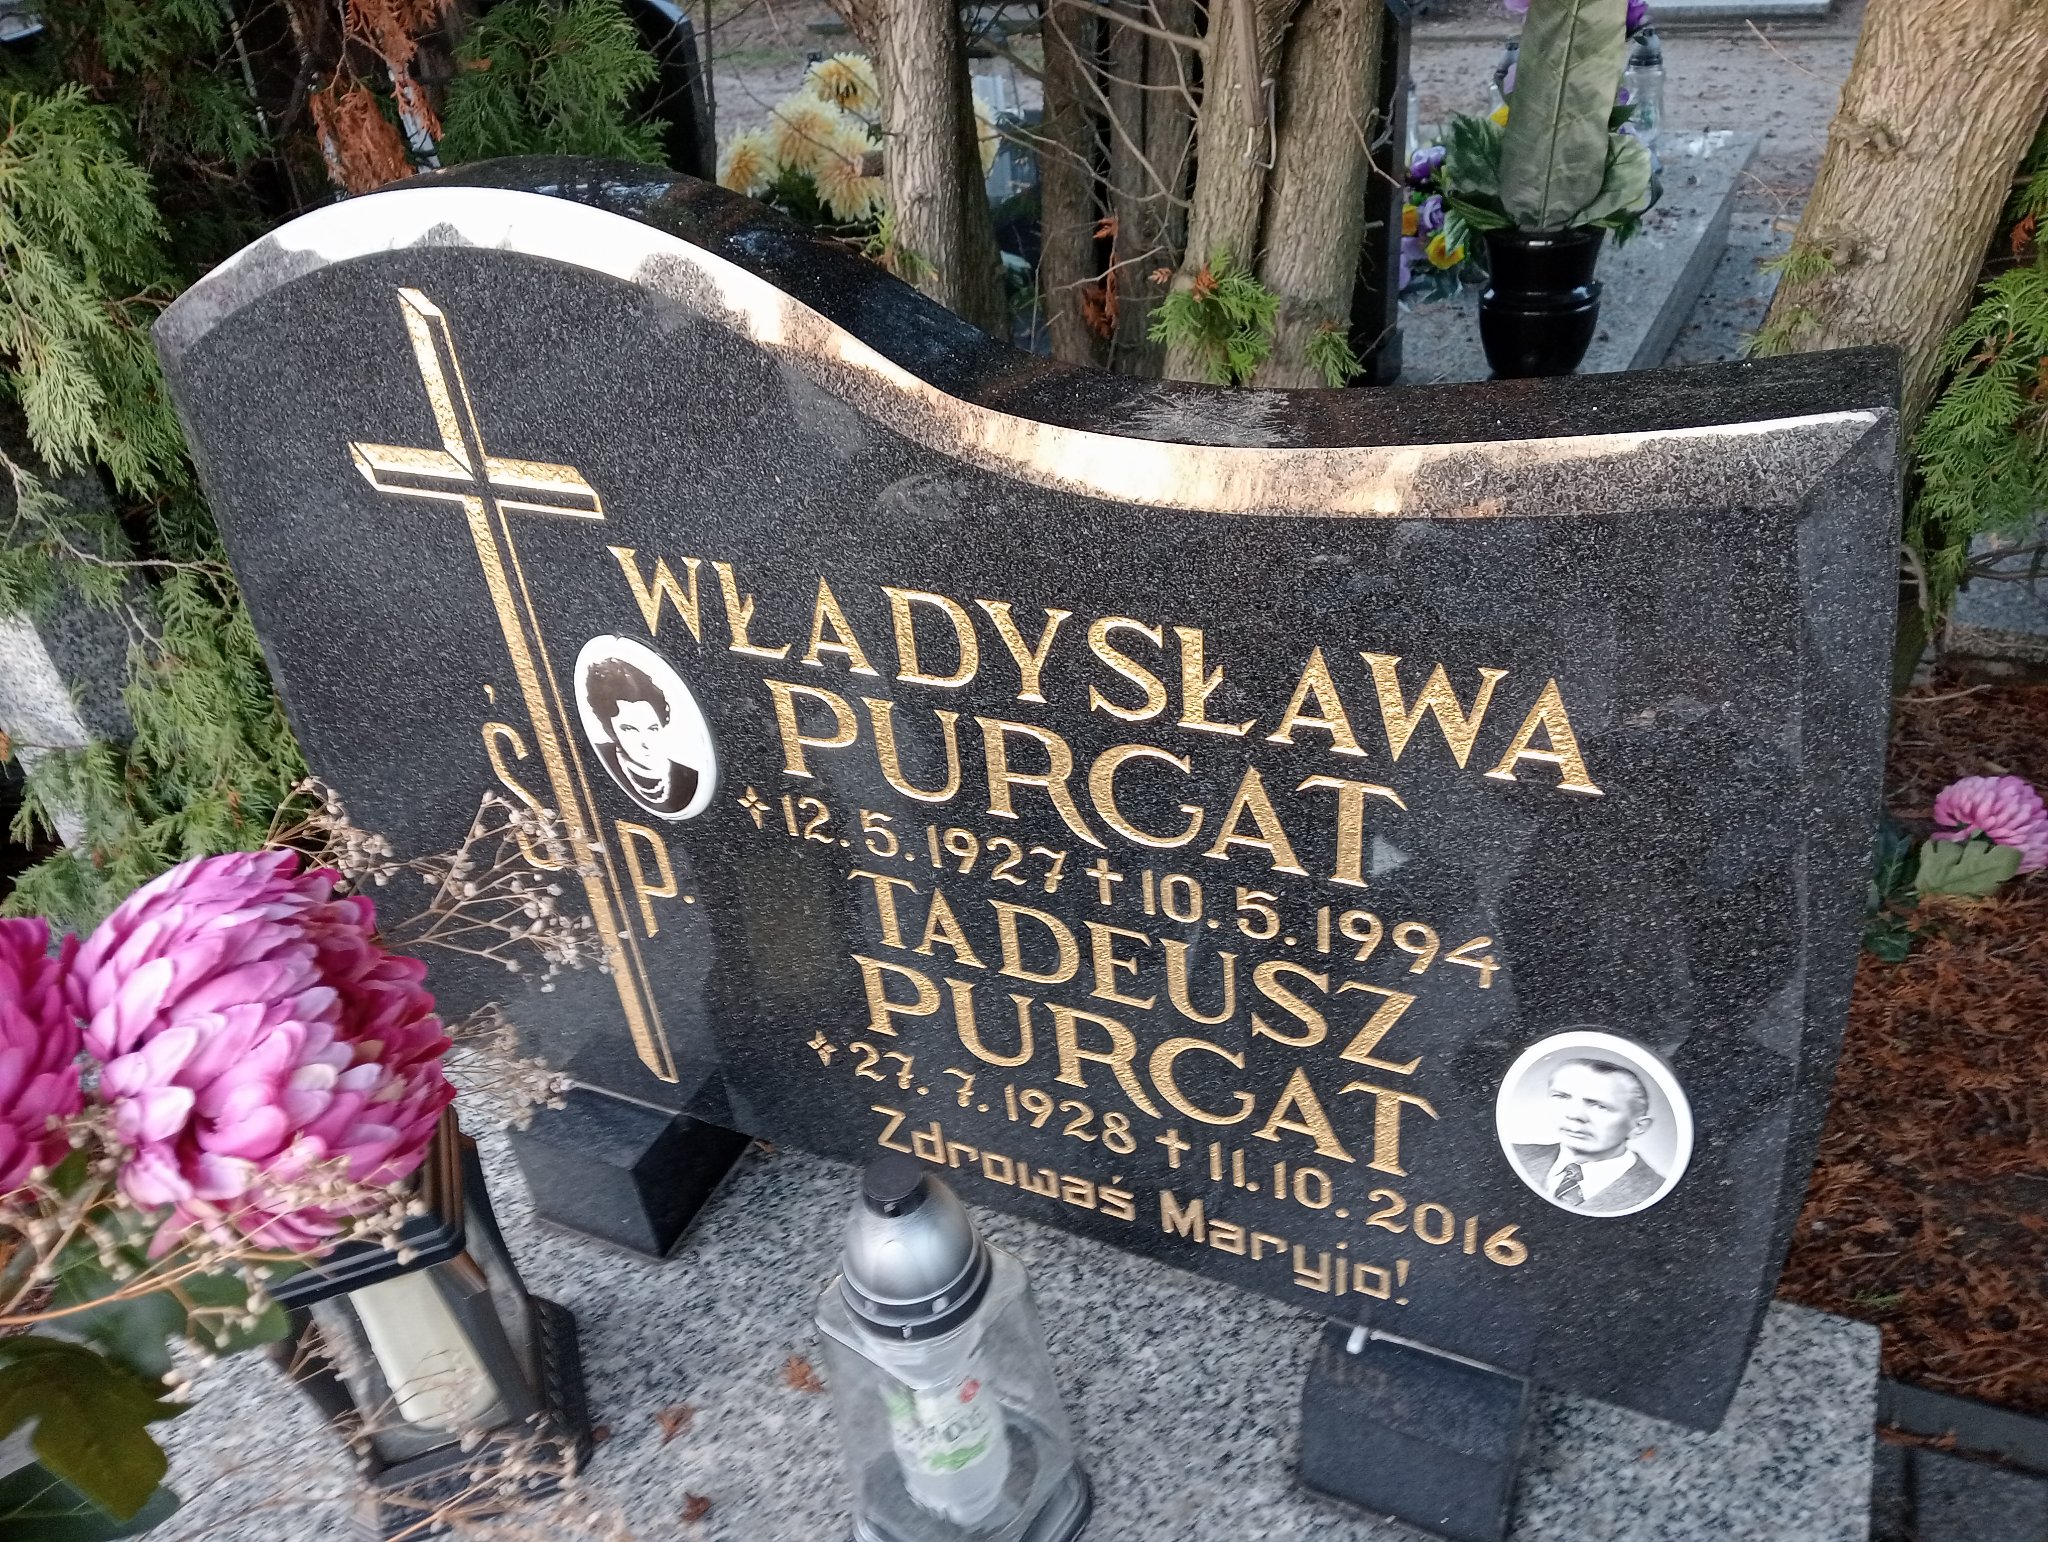 Ś P.
WŁADYSŁAWA
PURGAT
12.5.1927 † 10.5.1994
TADEUSZ
PURGAT
27.7.1928 † 11.10.2016
Zdrowaś Maryjo!